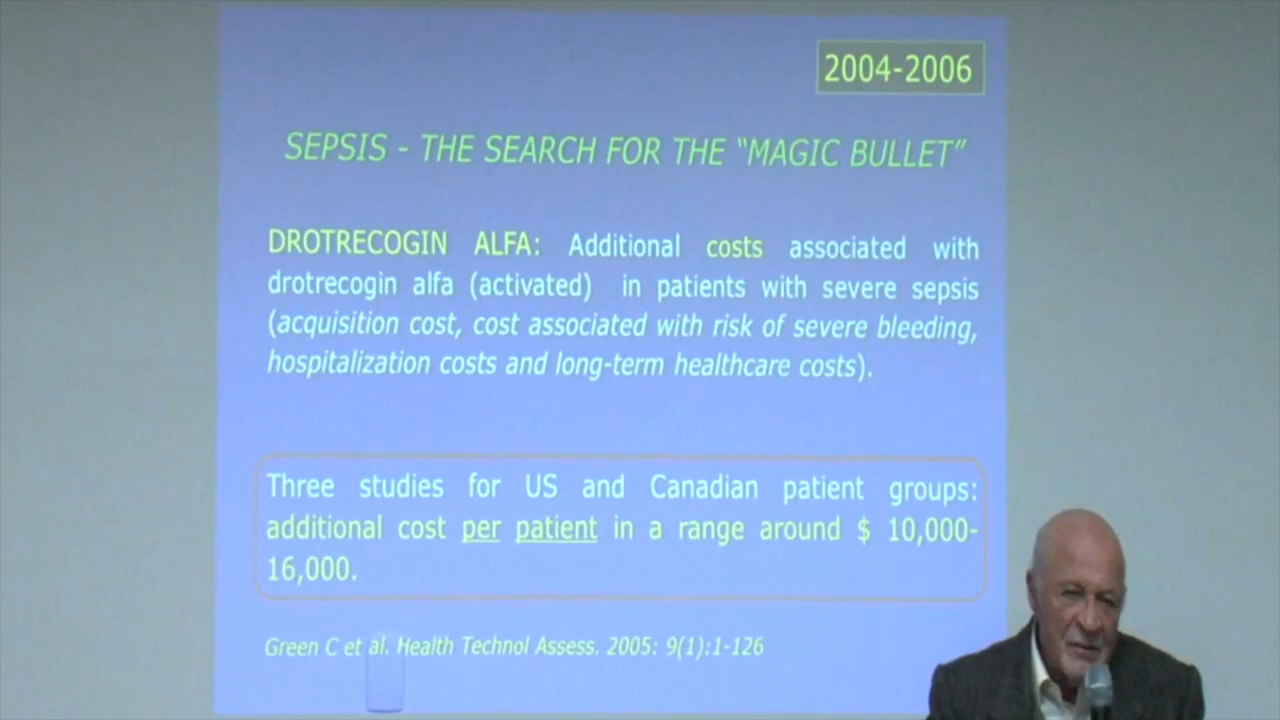 2004-2006
SEPSIS - THE SEARCH FOR THE “MAGIC BULLET”
DROTRECOGIN ALFA: Additional costs associated with
drotrecogin alfa (activated) in patients with severe sepsis
(acquisition cost, cost associated with risk of severe bleeding,
hospitalization costs and long-term healthcare costs).
Three studies for US and Canadian patient groups:
additional cost per patient in a range around $ 10,000-
16,000.
Green C et al. Health Technol Assess. 2005: 9(1):1-126